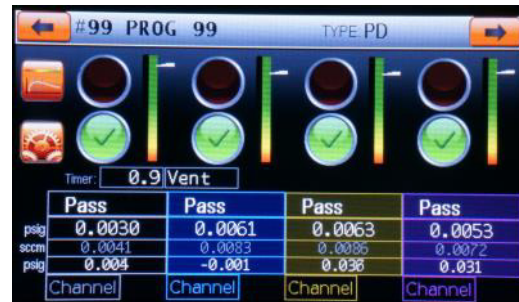 #99 PROG 99 TYPE PD
Timer: 0.9 Vent
Pass Pass Pass Pass
psig 0.0030 0.0061 0.0063 0.0053
sccm 0.0041 0.0083 0.0086 0.0072
psig 0.004 -0.001 0.036 0.031
Channel Channel Channel Channel